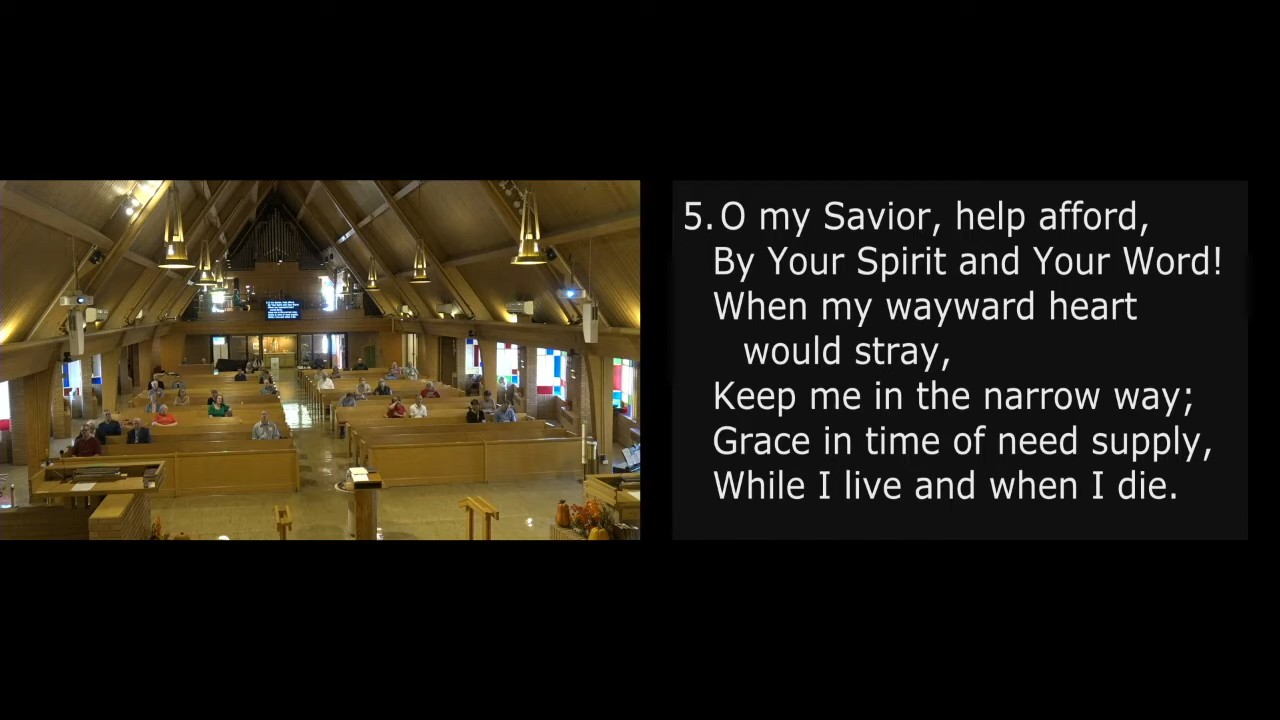 5. O my Savior, help afford,
By Your Spirit and Your Word!
When my wayward heart
would stray,
Keep me in the narrow way;
Grace in time of need supply,
While I live and when I die.